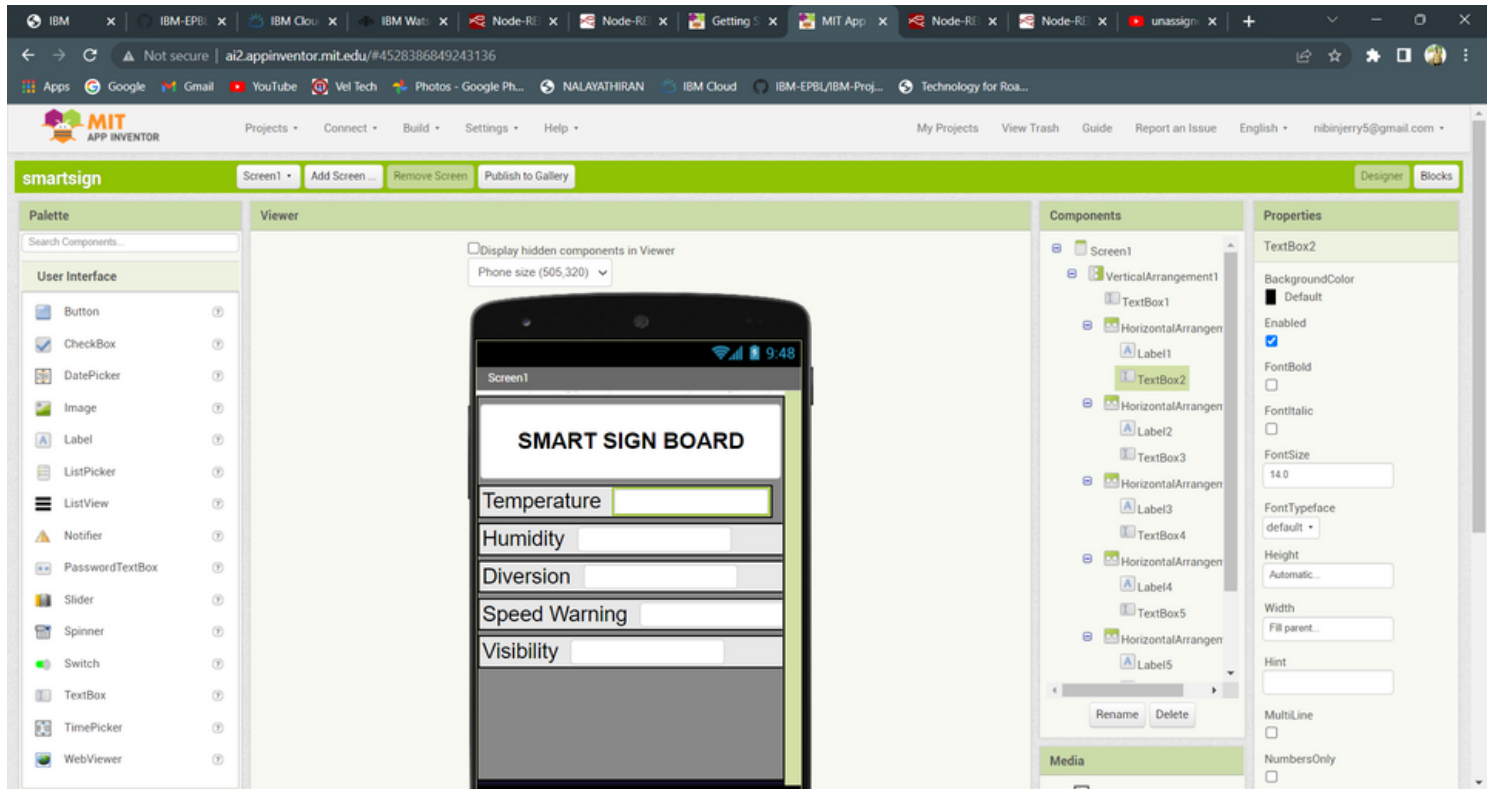 IBM IBM-EPB IBM Clou IBM Wats Node-RE Node-RE Getting S MIT App Node-RE Node-RE unassign
Not secure | ai2.appinventor.mit.edu/#4528386849243136
Apps Google Gmail YouTube Vel Tech Photos - Google Ph... NALAYATHIRAN IBM Cloud IBM-EPBL/IBM-Proj... Technology for Roa...
MIT
APP INVENTOR
Projects Connect Build Settings Help My Projects View Trash Guide Report an Issue English nibinjerry5@gmail.com
smartsign Screen1 Add Screen ... Remove Screen Publish to Gallery Designer Blocks
Palette
Search Components...
User Interface
Button
CheckBox
DatePicker
Image
Label
ListPicker
ListView
Notifier
PasswordTextBox
Slider
Spinner
Switch
TextBox
TimePicker
WebViewer
Viewer
Display hidden components in Viewer
Phone size (505,320)
9:48
Screen1
SMART SIGN BOARD
Temperature
Humidity
Diversion
Speed Warning
Visibility
Components
Screen1
VerticalArrangement1
TextBox1
HorizontalArrangen
Label1
TextBox2
HorizontalArrangen
Label2
TextBox3
HorizontalArrangen
Label3
TextBox4
HorizontalArrangen
Label4
TextBox5
HorizontalArrangen
Label5
Rename Delete
Media
Properties
TextBox2
BackgroundColor
Default
Enabled
FontBold
FontItalic
FontSize
14.0
FontTypeface
default
Height
Automatic...
Width
Fill parent...
Hint
MultiLine
NumbersOnly